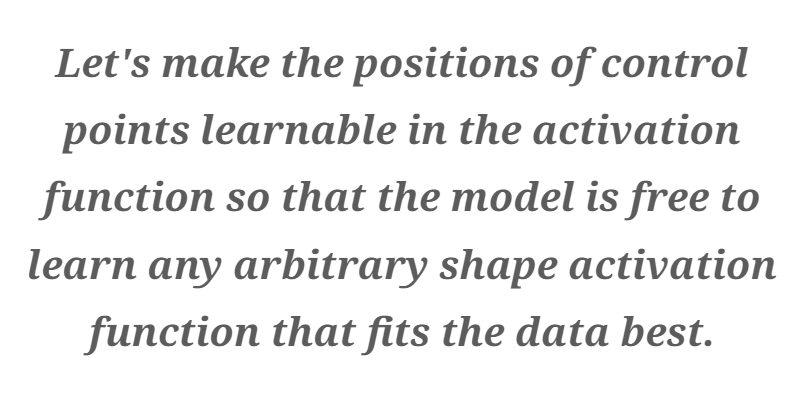 Let's make the positions of control
points learnable in the activation
function so that the model is free to
learn any arbitrary shape activation
function that fits the data best.